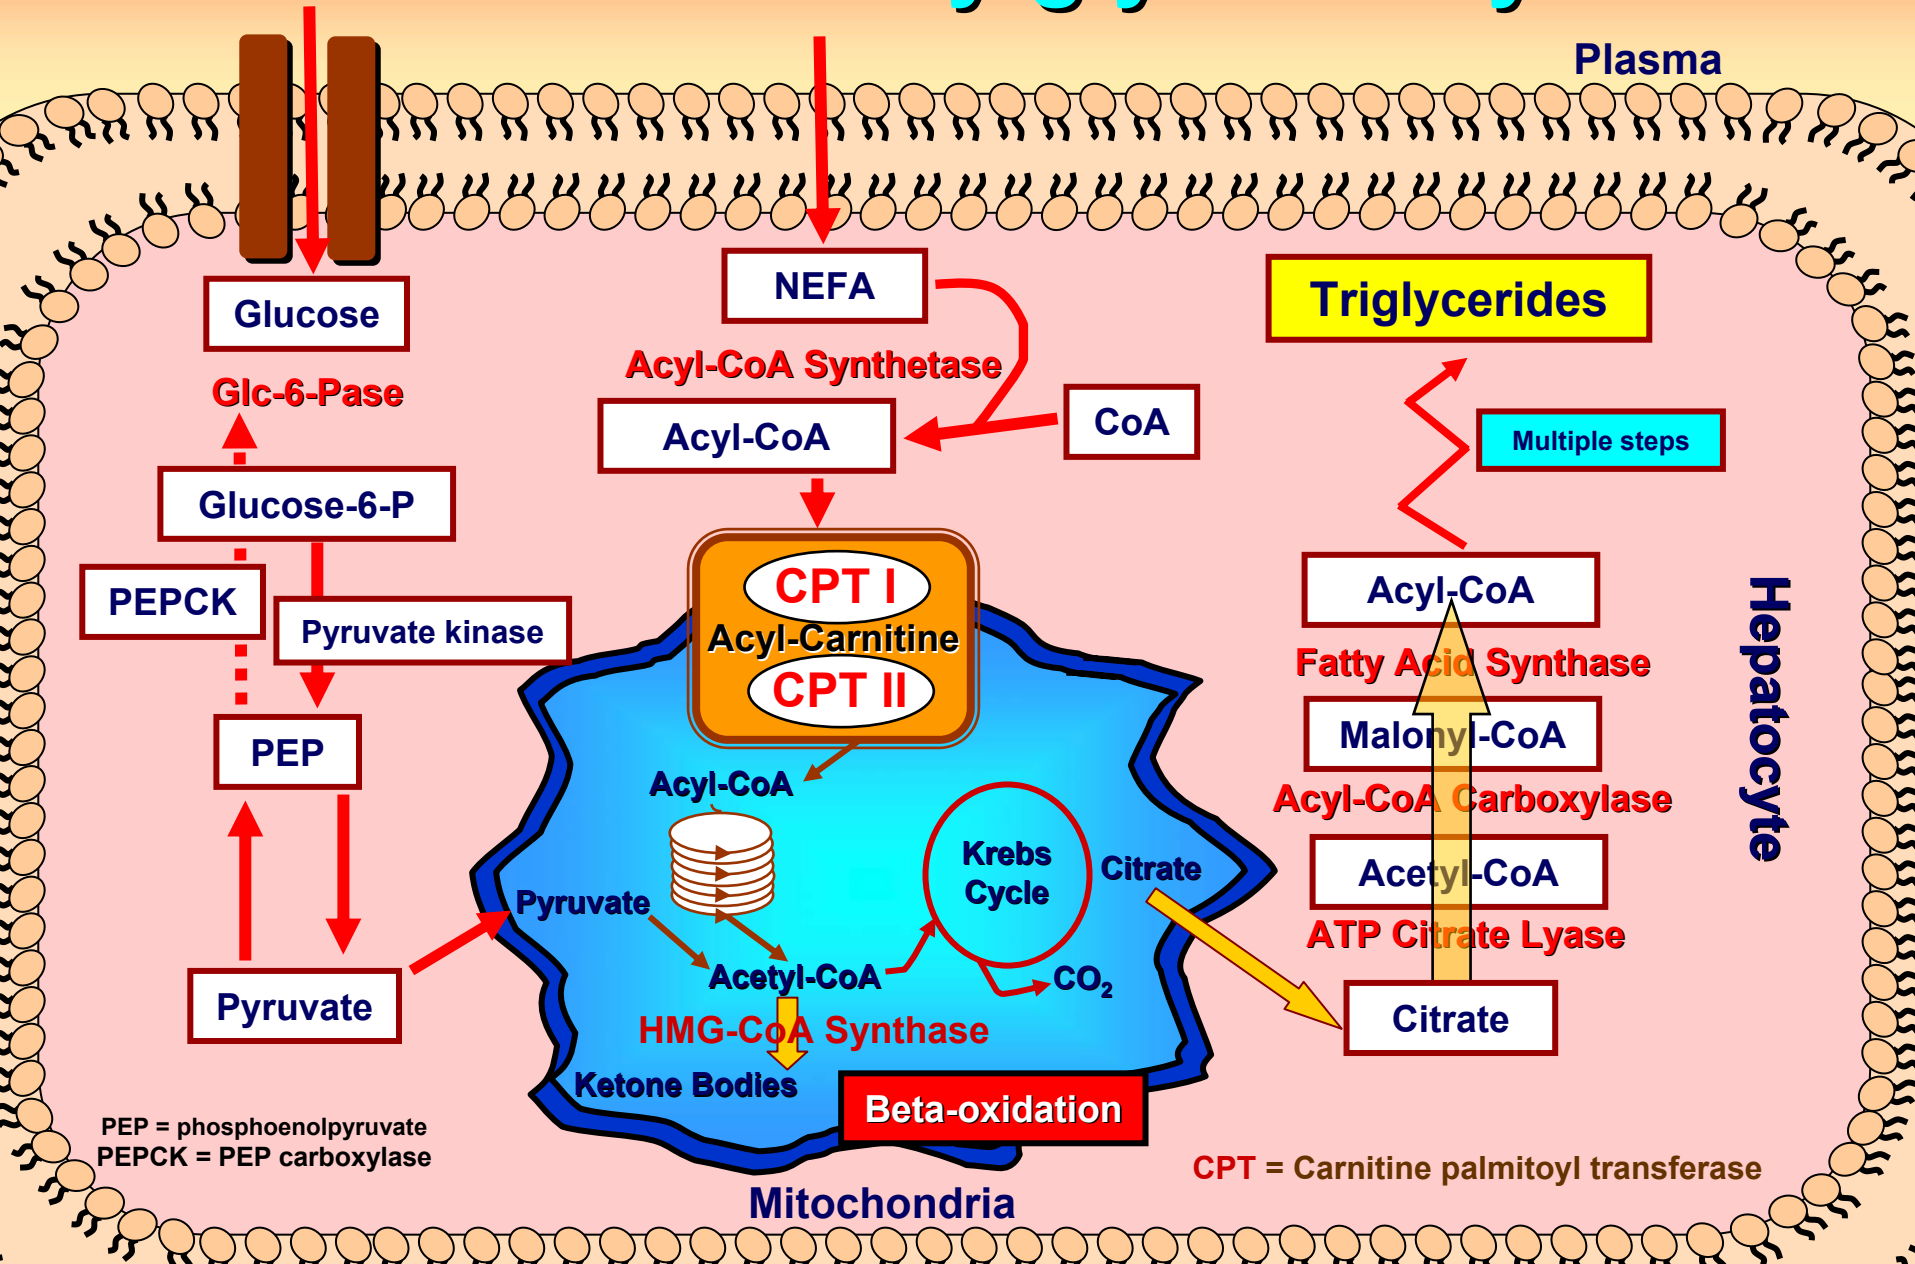 Plasma
Glucose
NEFA
Triglycerides
Glc-6-Pase
Acyl-CoA Synthetase
Acyl-CoA
CoA
Multiple steps
Glucose-6-P
PEPCK
Pyruvate kinase
CPT I
Acyl-Carnitine
CPT II
Acyl-CoA
Fatty Acid Synthase
Malonyl-CoA
Acyl-CoA Carboxylase
Acetyl-CoA
ATP Citrate Lyase
Citrate
Hepatocyte
PEP
Pyruvate
Acyl-CoA
Pyruvate
Krebs
Cycle
Citrate
Acetyl-CoA
CO2
HMG-CoA Synthase
Ketone Bodies
Beta-oxidation
PEP = phosphoenolpyruvate
PEPCK = PEP carboxylase
CPT = Carnitine palmitoyl transferase
Mitochondria